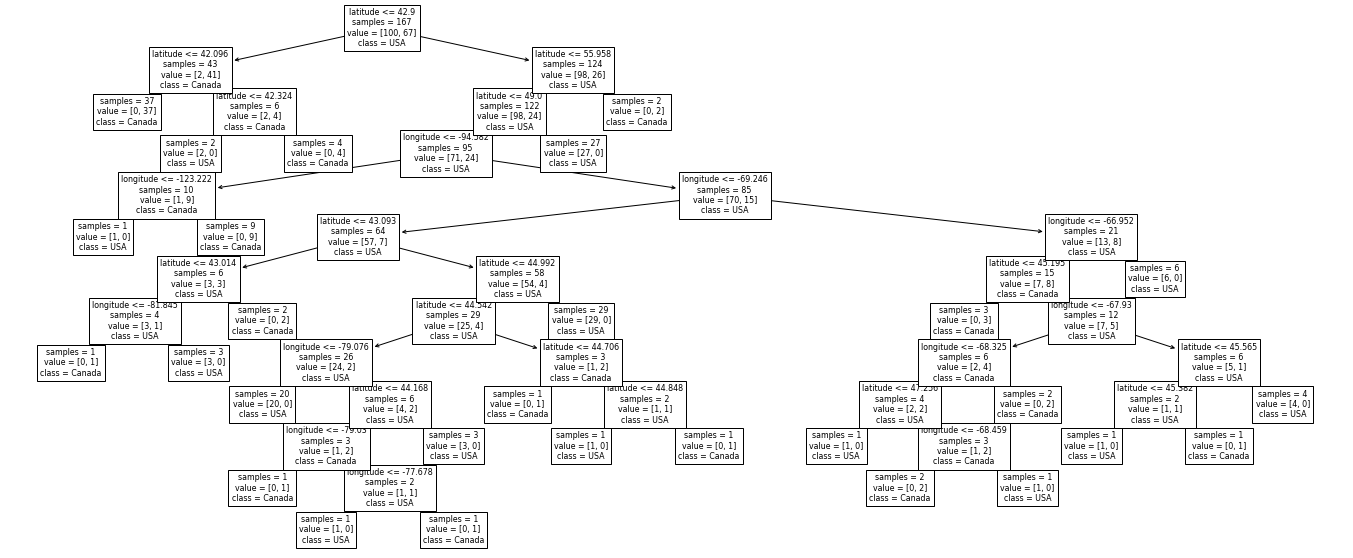 latitude <= 42.9
samples = 167
value = [100, 67]
class = USA
latitude <= 42.096
samples = 43
value = [2, 41]
class = Canada
latitude <= 55.958
samples = 124
value = [98, 26]
class = USA
samples = 37
value = [0, 37]
class = Canada
latitude <= 42.324
samples = 6
value = [2, 4]
class = Canada
latitude <= 49.0
samples = 122
value = [98, 24]
class = USA
samples = 2
value = [0, 2]
class = Canada
samples = 2
value = [2, 0]
class = USA
samples = 4
value = [0, 4]
class = Canada
longitude <= -94.582
samples = 95
value = [71, 24]
class = USA
samples = 27
value = [27, 0]
class = USA
longitude <= -123.222
samples = 10
value = [1, 9]
class = Canada
longitude <= -69.246
samples = 85
value = [70, 15]
class = USA
samples = 1
value = [1, 0]
class = USA
samples = 9
value = [0, 9]
class = Canada
latitude <= 43.093
samples = 64
value = [57, 7]
class = USA
longitude <= -66.952
samples = 21
value = [13, 8]
class = USA
latitude <= 43.014
samples = 6
value = [3, 3]
class = USA
latitude <= 44.992
samples = 58
value = [54, 4]
class = USA
latitude <= 45.195
samples = 15
value = [7, 8]
class = Canada
samples = 6
value = [6, 0]
class = USA
longitude <= -81.845
samples = 4
value = [3, 1]
class = USA
samples = 2
value = [0, 2]
class = Canada
latitude <= 44.542
samples = 29
value = [25, 4]
class = USA
samples = 29
value = [29, 0]
class = USA
samples = 3
value = [0, 3]
class = Canada
longitude <= -67.93
samples = 12
value = [7, 5]
class = USA
samples = 1
value = [0, 1]
class = Canada
samples = 3
value = [3, 0]
class = USA
longitude <= -79.076
samples = 26
value = [24, 2]
class = USA
latitude <= 44.706
samples = 3
value = [1, 2]
class = Canada
longitude <= -68.325
samples = 6
value = [2, 4]
class = Canada
latitude <= 45.565
samples = 6
value = [5, 1]
class = USA
samples = 20
value = [20, 0]
class = USA
latitude <= 44.168
samples = 6
value = [4, 2]
class = USA
samples = 1
value = [0, 1]
class = Canada
latitude <= 44.848
samples = 2
value = [1, 1]
class = USA
latitude <= 47.256
samples = 4
value = [2, 2]
class = USA
samples = 2
value = [0, 2]
class = Canada
latitude <= 45.382
samples = 2
value = [1, 1]
class = USA
samples = 4
value = [4, 0]
class = USA
longitude <= -79.03
samples = 3
value = [1, 2]
class = Canada
samples = 3
value = [3, 0]
class = USA
samples = 1
value = [1, 0]
class = USA
samples = 1
value = [0, 1]
class = Canada
samples = 1
value = [1, 0]
class = USA
longitude <= -68.459
samples = 3
value = [1, 2]
class = Canada
samples = 1
value = [1, 0]
class = USA
samples = 1
value = [0, 1]
class = Canada
samples = 1
value = [0, 1]
class = Canada
longitude <= -77.678
samples = 2
value = [1, 1]
class = USA
samples = 2
value = [0, 2]
class = Canada
samples = 1
value = [1, 0]
class = USA
samples = 1
value = [1, 0]
class = USA
samples = 1
value = [0, 1]
class = Canada